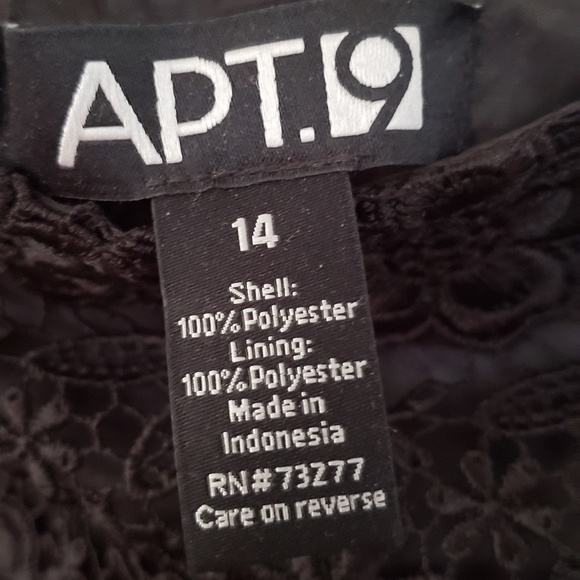 APT.9
14
Shell:
100% Polyester
Lining:
100% Polyester
Made in
Indonesia
RN# 73277
Care on reverse